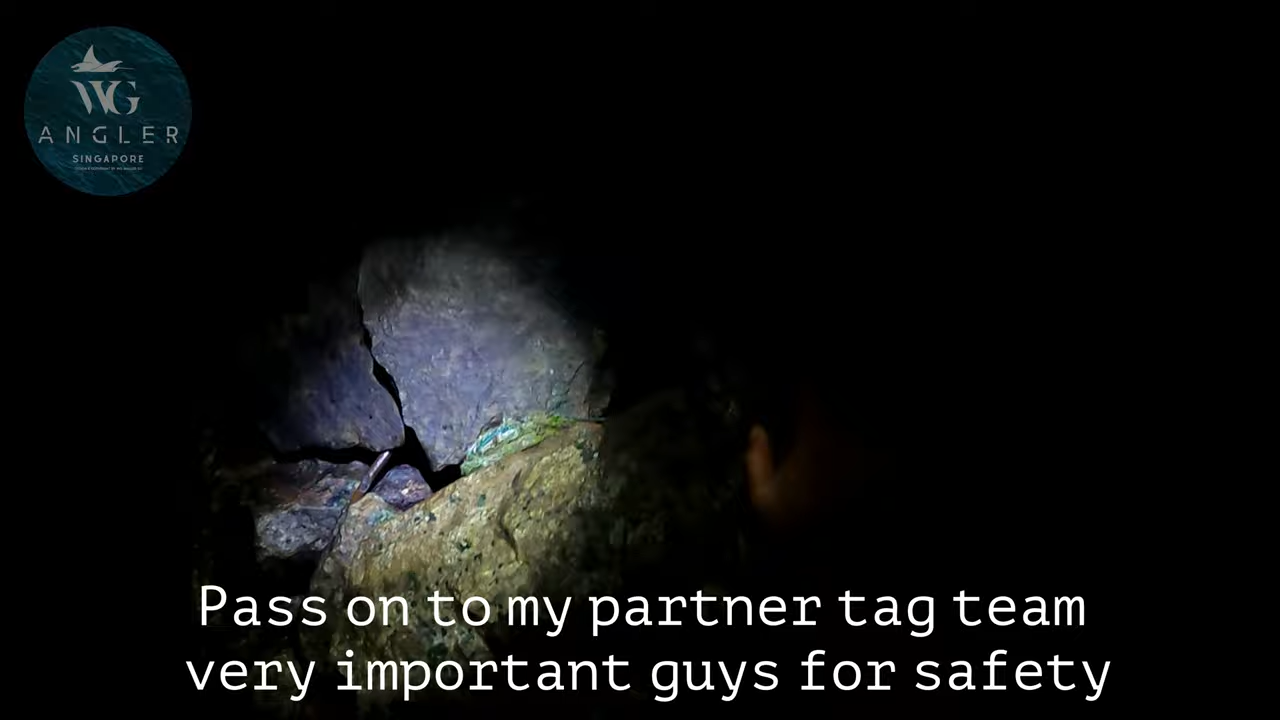 WG
ANGLER
SINGAPORE
Pass on to my partner tag team
very important guys for safety